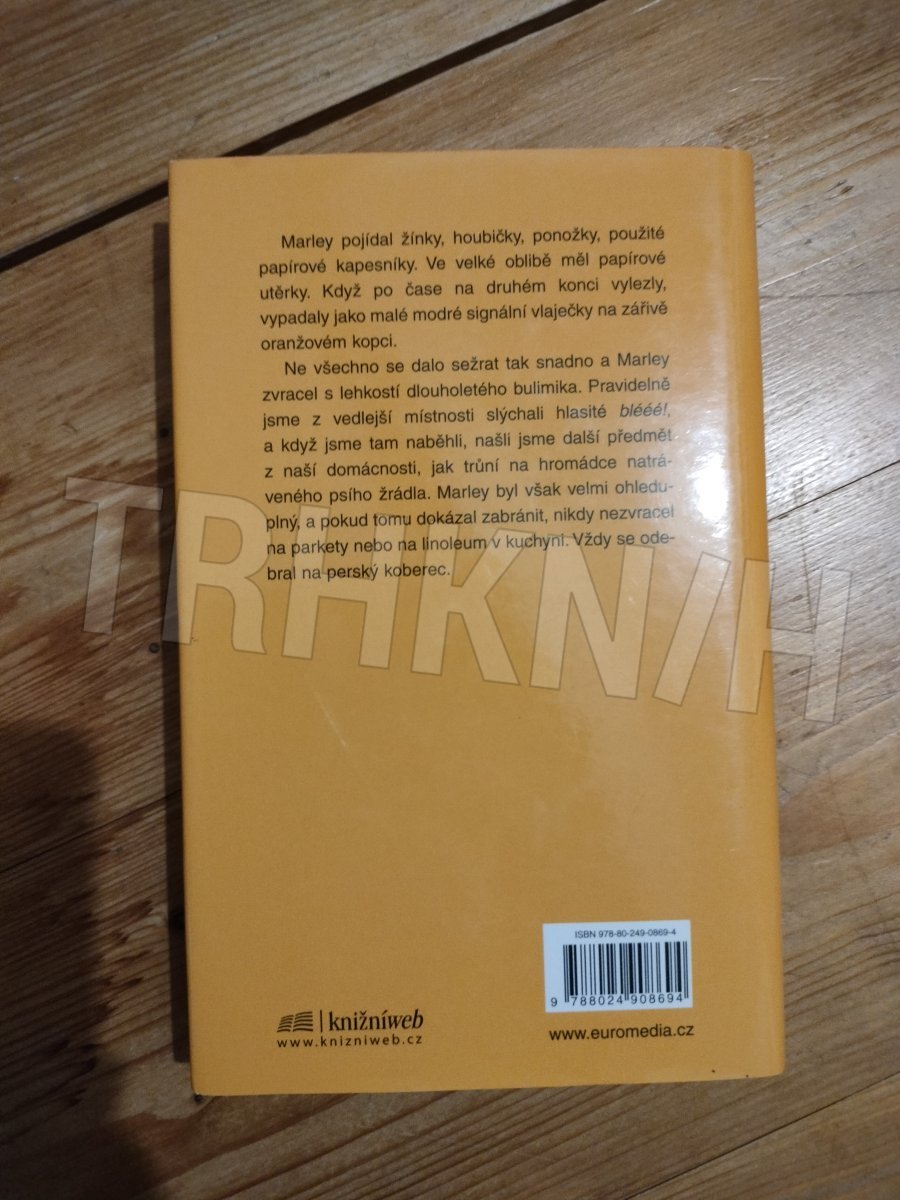 Marley pojídal žínky, houbičky, ponožky, použité
papírové kapesníky. Ve velké oblibě měl papírové
utěrky. Když po čase na druhém konci vylezly,
vypadaly jako malé modré signální vlaječky na zářivě
oranžovém kopci.
Ne všechno se dalo sežrat tak snadno a Marley
zvracel s lehkostí dlouholetého bulimika. Pravidelně
jsme z vedlejší místnosti slýchali hlasité blééé!,
a když jsme tam naběhli, našli jsme další předmět
z naší domácnosti, jak trůní na hromádce natrá-
veného psího žrádla. Marley byl však velmi ohledu-
plný, a pokud tomu dokázal zabránit, nikdy nezvracel
na parkety nebo na linoleum v kuchyni. Vždy se ode-
bral na perský koberec.
TRHKNIH
ISBN 978-80-249-0869-4
9 788024 908694
knižníweb
www.knizniweb.cz
www.euromedia.cz